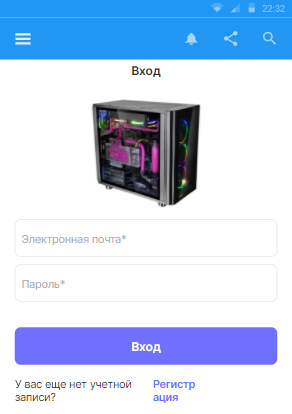 22:32
Вход
Электронная почта*
Пароль*
Вход
У вас еще нет учетной
записи?
Регистр
ация